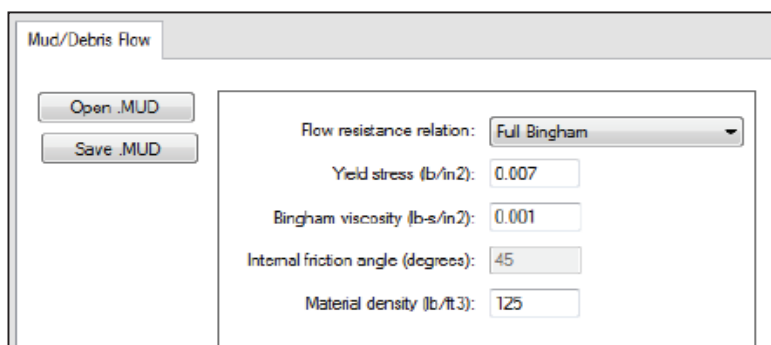 Mud/Debris Flow
Open .MUD
Save .MUD
Flow resistance relation: Full Bingham
Yield stress (lb/in2): 0.007
Bingham viscosity (lb-s/in2): 0.001
Internal friction angle (degrees): 45
Material density (lb/ft3): 125